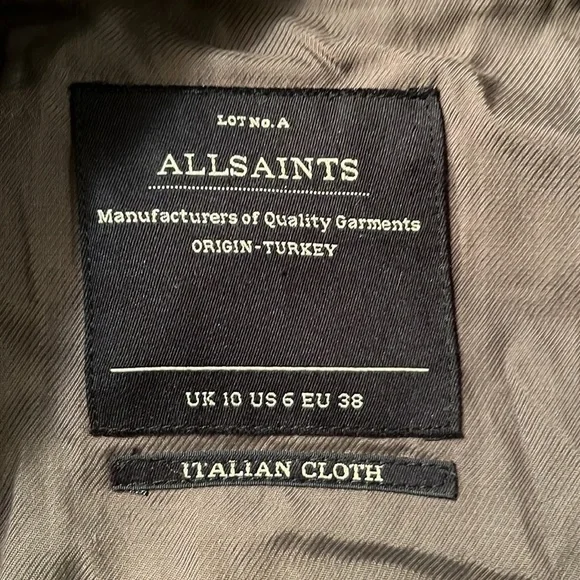 LOT No. A
ALLSAINTS
Manufacturers of Quality Garments
ORIGIN-TURKEY
UK 10 US 6 EU 38
ITALIAN CLOTH